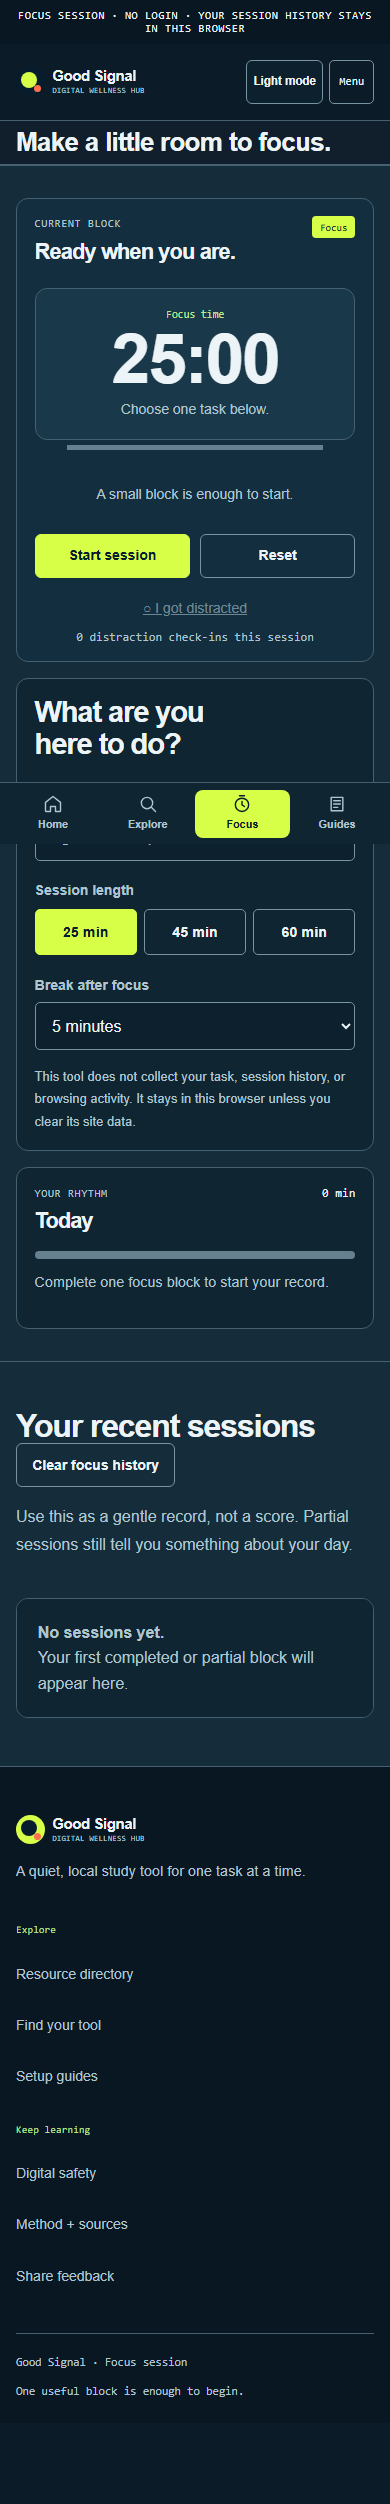 FOCUS SESSION · NO LOGIN · YOUR SESSION HISTORY STAYS
IN THIS BROWSER
Good Signal
DIGITAL WELLNESS HUB
Light mode
Menu
Make a little room to focus.
CURRENT BLOCK
Focus
Ready when you are.
Focus time
25:00
Choose one task below.
A small block is enough to start.
Start session
Reset
○ I got distracted
0 distraction check-ins this session
What are you
here to do?
Home
Explore
Focus
Guides
Session length
25 min
45 min
60 min
Break after focus
5 minutes
This tool does not collect your task, session history, or
browsing activity. It stays in this browser unless you
clear its site data.
YOUR RHYTHM
0 min
Today
Complete one focus block to start your record.
Your recent sessions
Clear focus history
Use this as a gentle record, not a score. Partial
sessions still tell you something about your day.
No sessions yet.
Your first completed or partial block will
appear here.
Good Signal
DIGITAL WELLNESS HUB
A quiet, local study tool for one task at a time.
Explore
Resource directory
Find your tool
Setup guides
Keep learning
Digital safety
Method + sources
Share feedback
Good Signal · Focus session
One useful block is enough to begin.